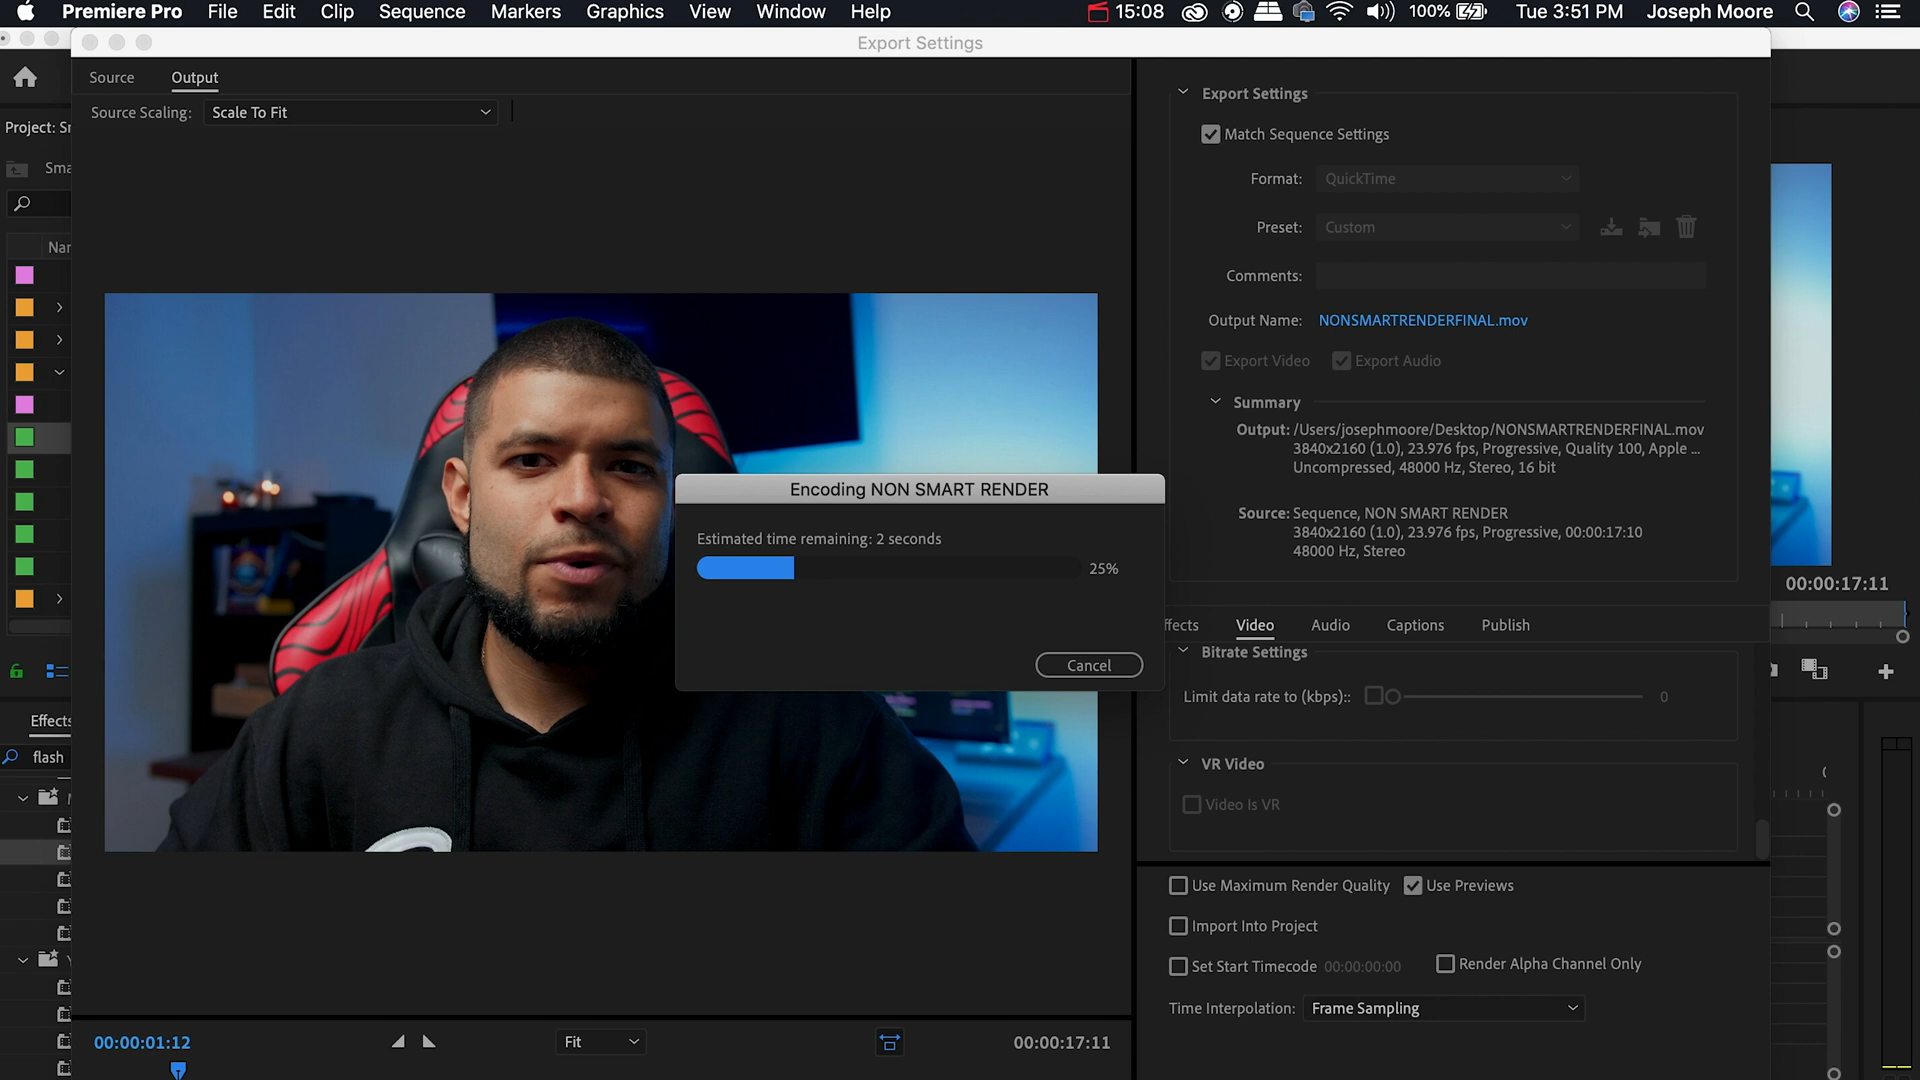 Premiere Pro File Edit Clip Sequence Markers Graphics View Window Help 15:08 100% Tue 3:51 PM Joseph Moore
Export Settings
Source Output
Source Scaling: Scale To Fit
Project: Sr
Sma
Nar
Effects
flash
Export Settings
Match Sequence Settings
Format: QuickTime
Preset: Custom
Comments:
Output Name: NONSMARTRENDERFINAL.mov
Export Video Export Audio
Summary
Output: /Users/josephmoore/Desktop/NONSMARTRENDERFINAL.mov
3840x2160 (1.0), 23.976 fps, Progressive, Quality 100, Apple ...
Uncompressed, 48000 Hz, Stereo, 16 bit
Source: Sequence, NON SMART RENDER
3840x2160 (1.0), 23.976 fps, Progressive, 00:00:17:10
48000 Hz, Stereo
Encoding NON SMART RENDER
Estimated time remaining: 2 seconds
25%
Cancel
00:00:17:11
ffects Video Audio Captions Publish
Bitrate Settings
Limit data rate to (kbps):: 0
VR Video
Video Is VR
Use Maximum Render Quality Use Previews
Import Into Project
Set Start Timecode 00:00:00:00 Render Alpha Channel Only
Time Interpolation: Frame Sampling
00:00:01:12 Fit 00:00:17:11